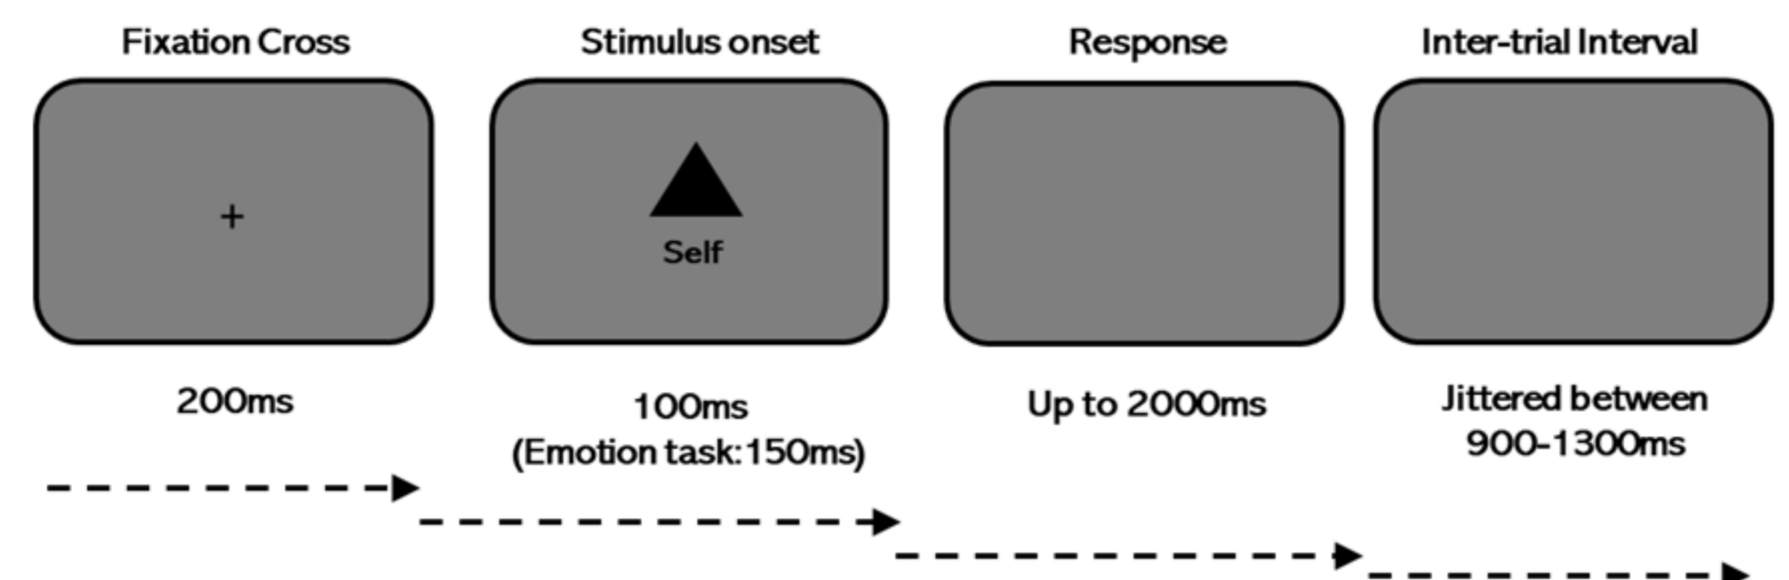 Fixation Cross
Stimulus onset
Response
Inter-trial Interval
+
Self
200ms
100ms
(Emotion task:150ms)
Up to 2000ms
Jittered between
900-1300ms